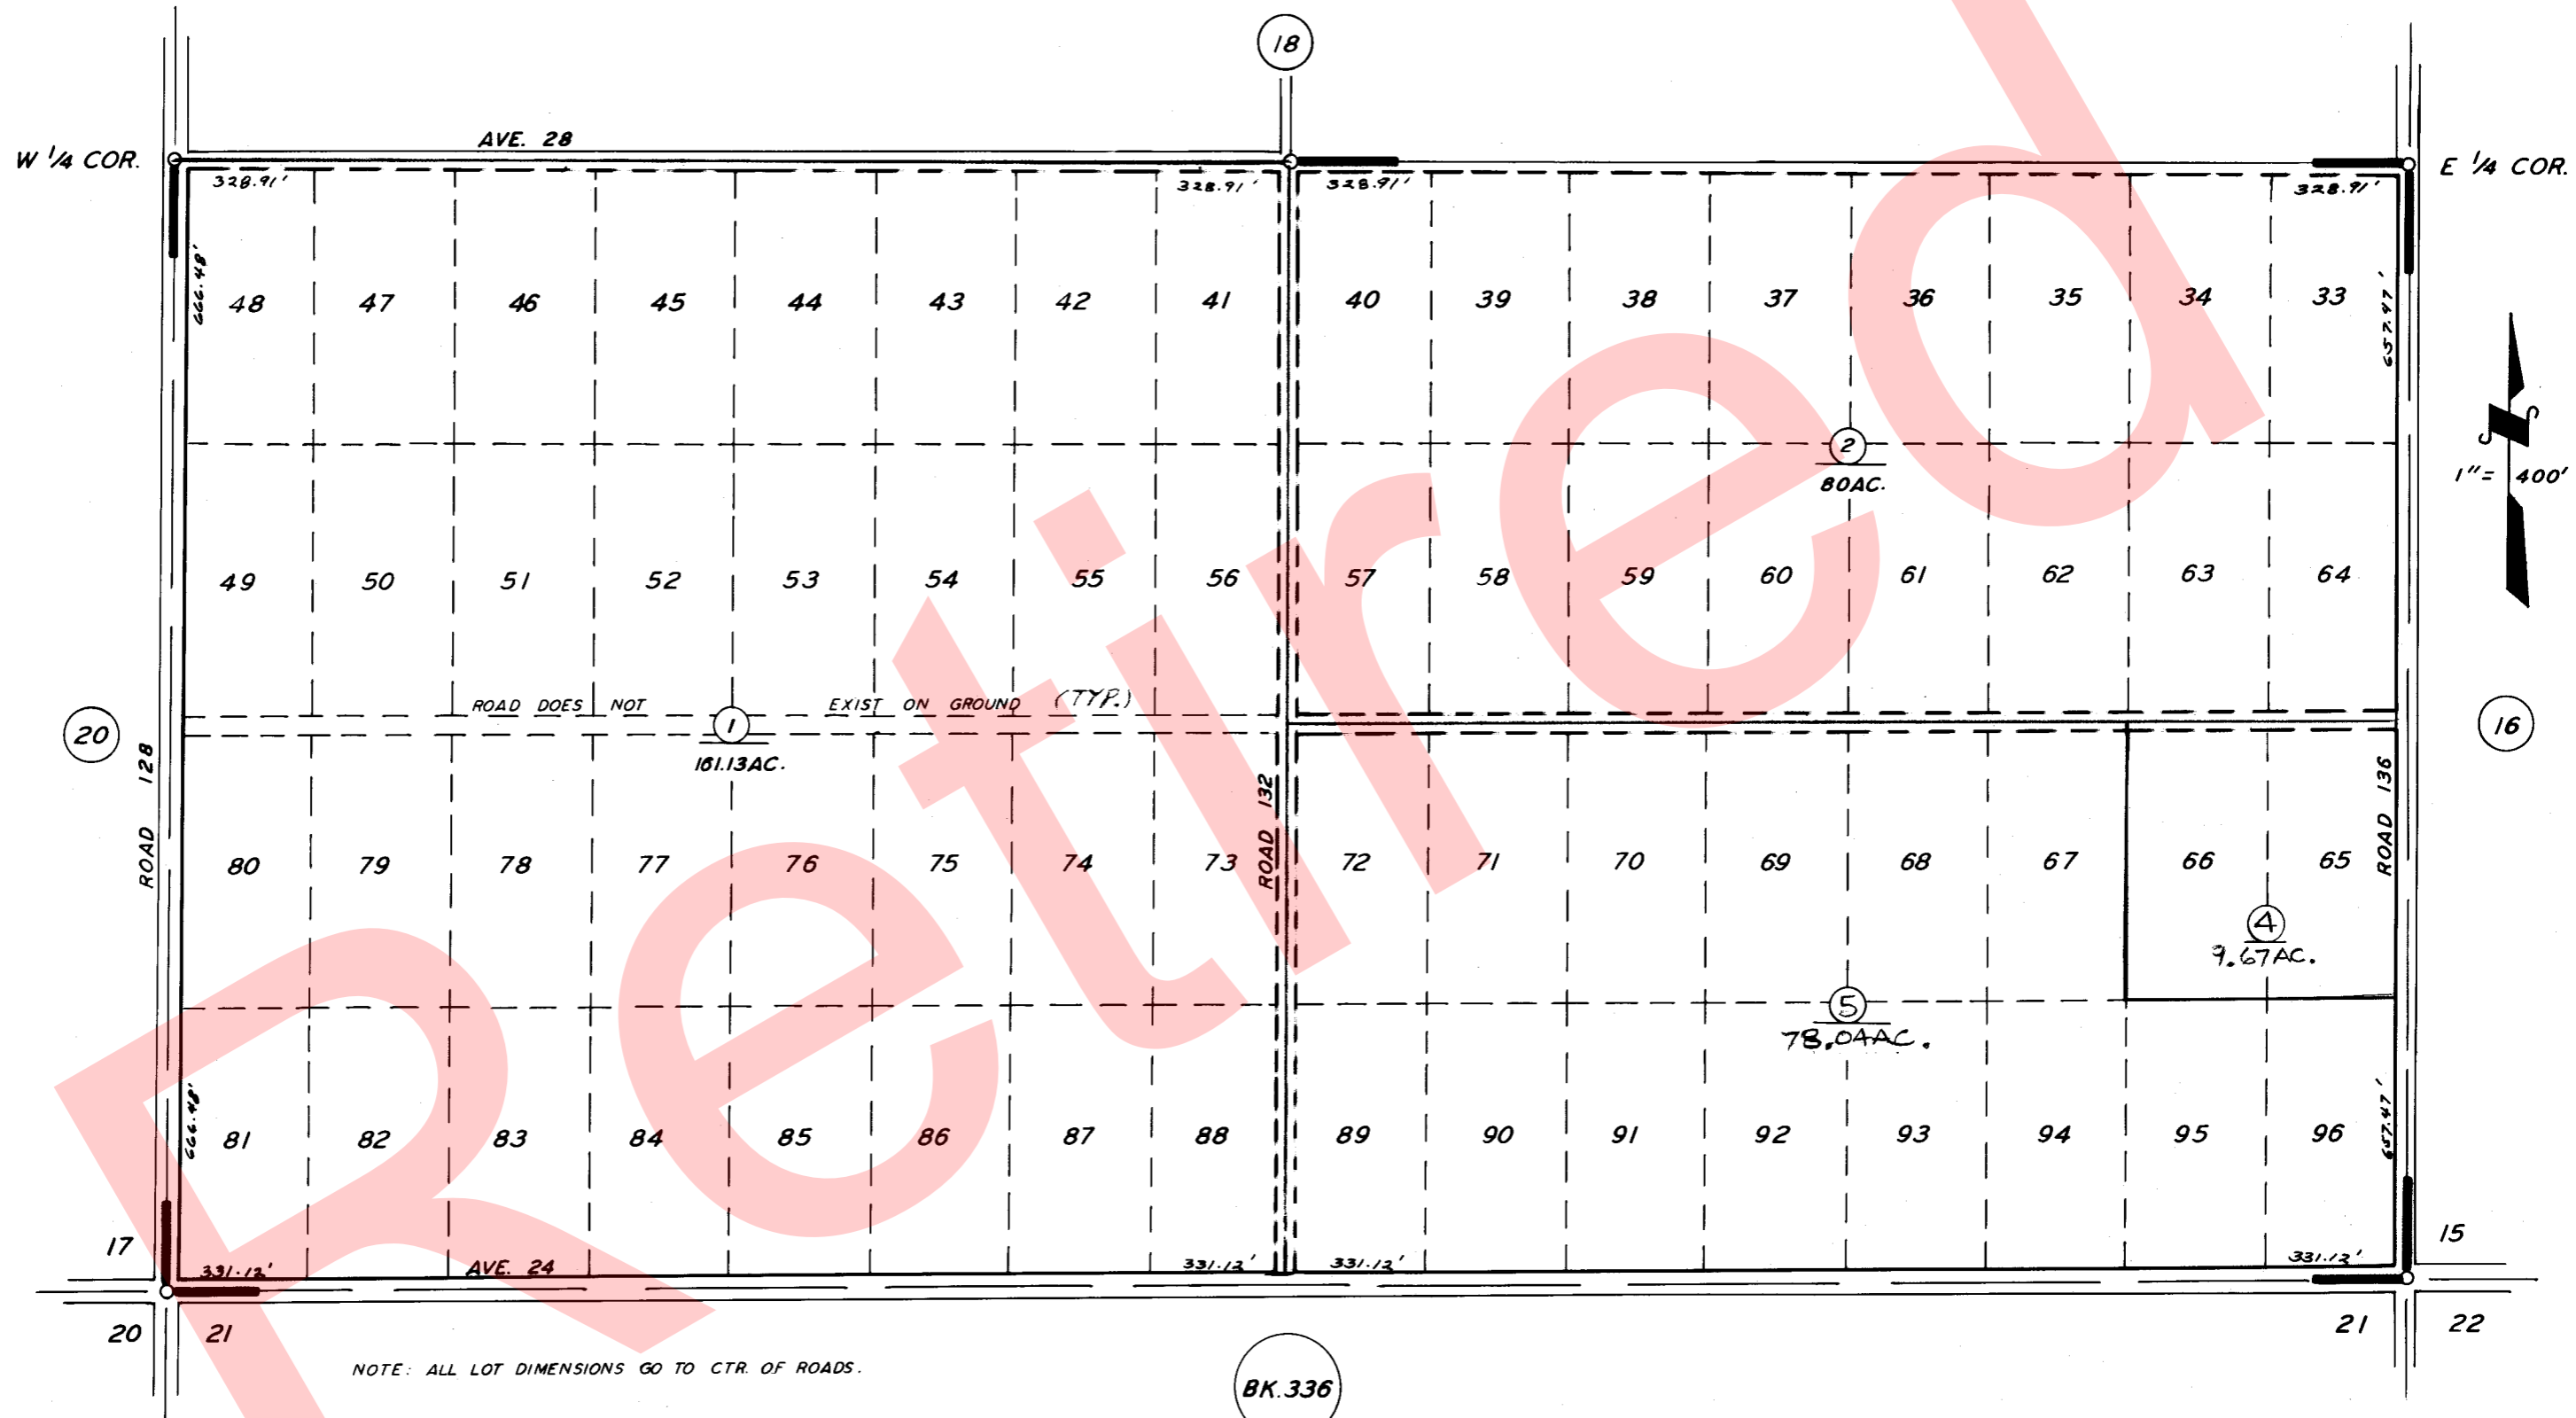 18
AVE. 28
W 1/4 COR.
E 1/4 COR.
328.91' 328.91' 328.91' 328.91'
666.48'
657.47'
48 47 46 45 44 43 42 41 40 39 38 37 36 35 34 33
2
80AC.
1"= 400'
49 50 51 52 53 54 55 56 57 58 59 60 61 62 63 64
ROAD DOES NOT EXIST ON GROUND (TYP.)
1
161.13AC.
20
16
ROAD 128
ROAD 132
ROAD 136
80 79 78 77 76 75 74 73 72 71 70 69 68 67 66 65
4
9.67AC.
5
78.04AC.
666.48'
657.47'
81 82 83 84 85 86 87 88 89 90 91 92 93 94 95 96
17
15
331.12' AVE. 24 331.12' 331.12' 331.12'
20 21
21 22
NOTE: ALL LOT DIMENSIONS GO TO CTR. OF ROADS.
BK.336
Retired